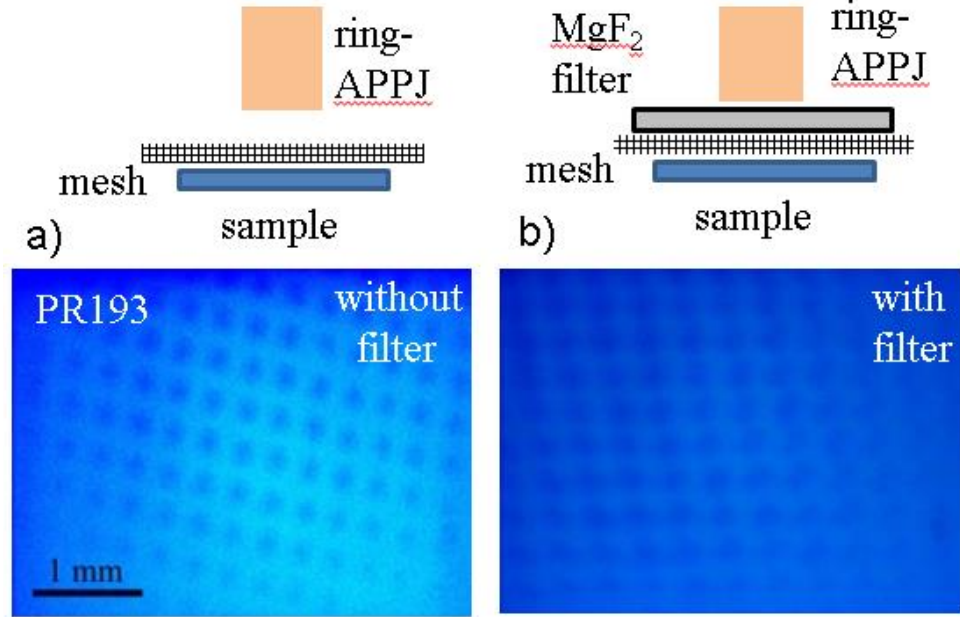 ring-
APPJ
mesh
sample
a)
MgF₂
filter
ring-
APPJ
mesh
sample
b)
PR193
without
filter
1 mm
with
filter